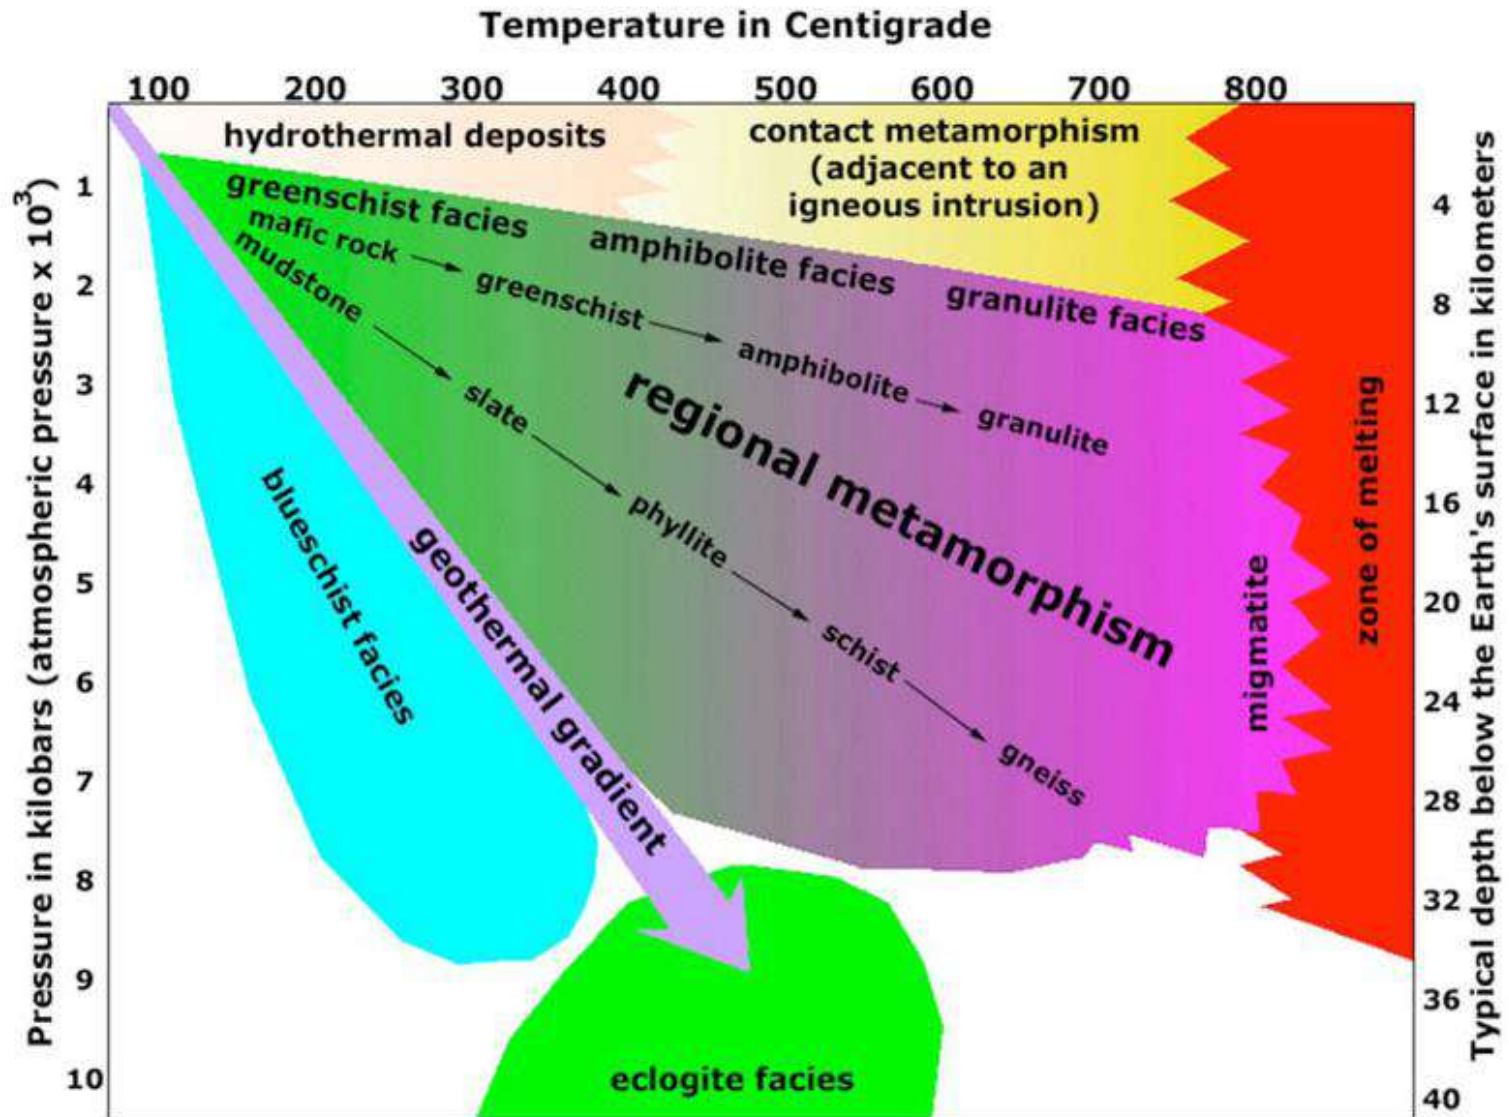 Temperature in Centigrade
100 200 300 400 500 600 700 800
hydrothermal deposits
contact metamorphism
(adjacent to an
igneous intrusion)
greenschist facies
amphibolite facies
granulite facies
mafic rock
greenschist
amphibolite
granulite
mudstone
slate
phyllite
schist
gneiss
regional metamorphism
migmatite
zone of melting
blueschist facies
geothermal gradient
eclogite facies
Pressure in kilobars (atmospheric pressure x 10³)
1
2
3
4
5
6
7
8
9
10
Typical depth below the Earth's surface in kilometers
4
8
12
16
20
24
28
32
36
40